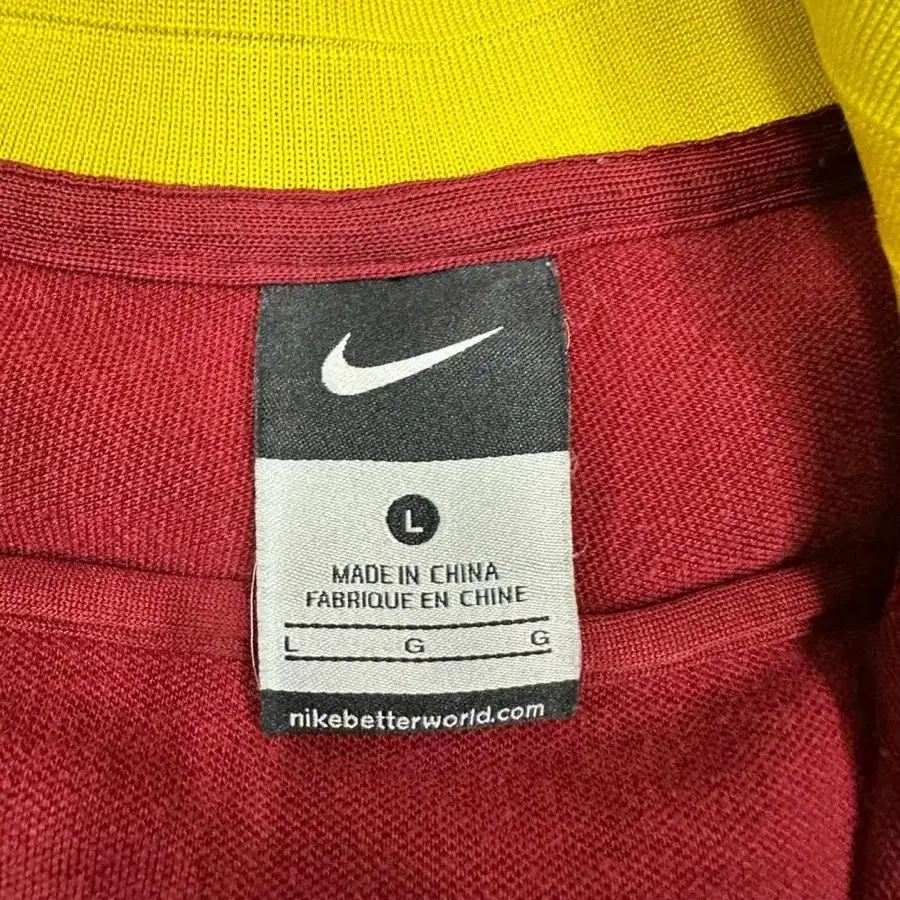 L
MADE IN CHINA
FABRIQUE EN CHINE
L G G
nikebetterworld.com